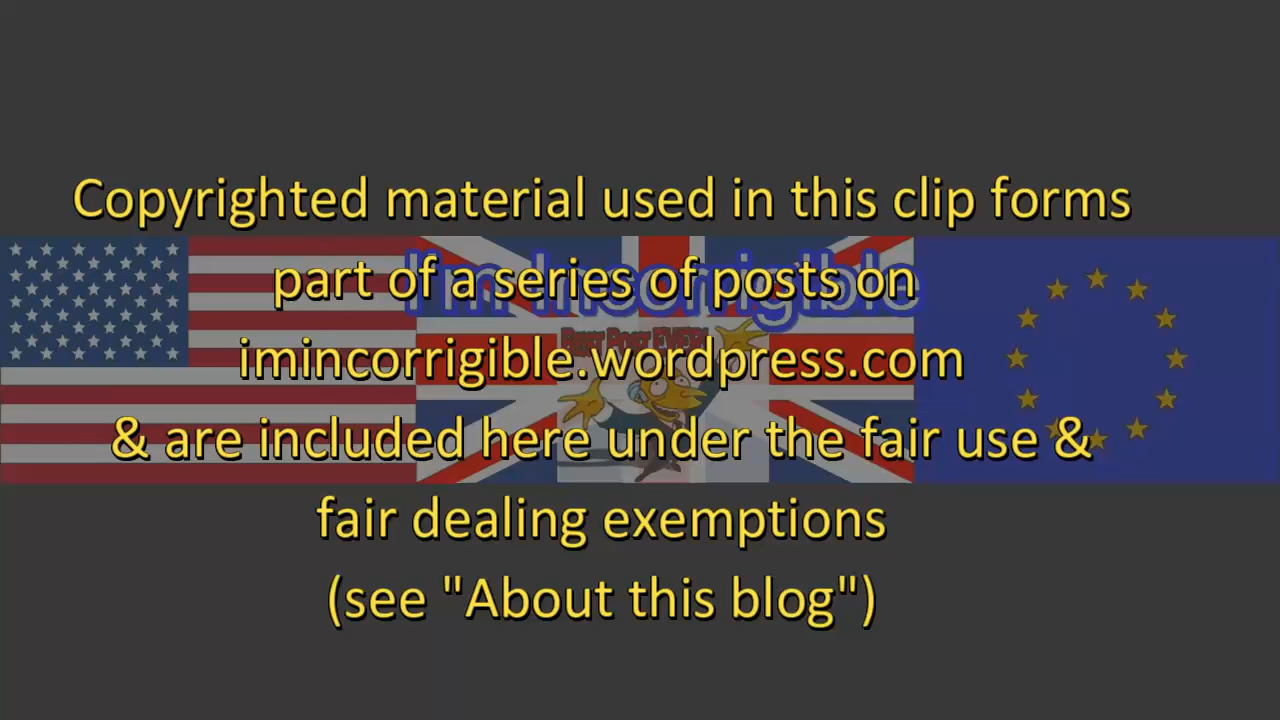 Copyrighted material used in this clip forms
part of a series of posts on
I'm Incorrigible
imincorrigible.wordpress.com
& are included here under the fair use &
fair dealing exemptions
(see "About this blog")